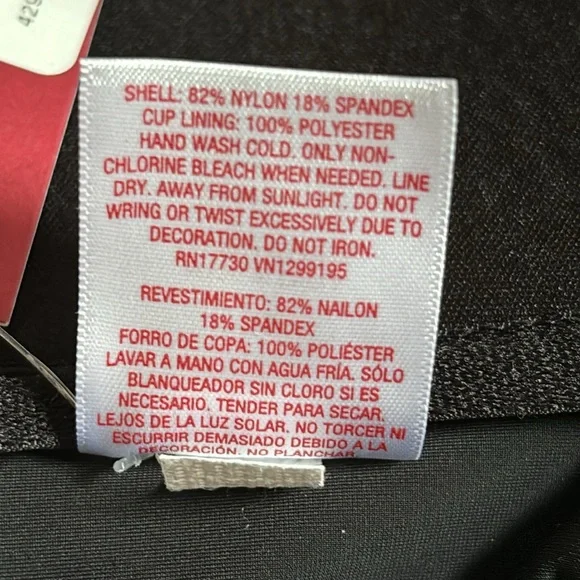 429
SHELL: 82% NYLON 18% SPANDEX
CUP LINING: 100% POLYESTER
HAND WASH COLD. ONLY NON-
CHLORINE BLEACH WHEN NEEDED. LINE
DRY. AWAY FROM SUNLIGHT. DO NOT
WRING OR TWIST EXCESSIVELY DUE TO
DECORATION. DO NOT IRON.
RN17730 VN1299195
REVESTIMIENTO: 82% NAILON
18% SPANDEX
FORRO DE COPA: 100% POLIÉSTER
LAVAR A MANO CON AGUA FRÍA. SÓLO
BLANQUEADOR SIN CLORO SI ES
NECESARIO. TENDER PARA SECAR.
LEJOS DE LA LUZ SOLAR. NO TORCER NI
ESCURRIR DEMASIADO DEBIDO A LA
DECORACIÓN. NO PLANCHAR.